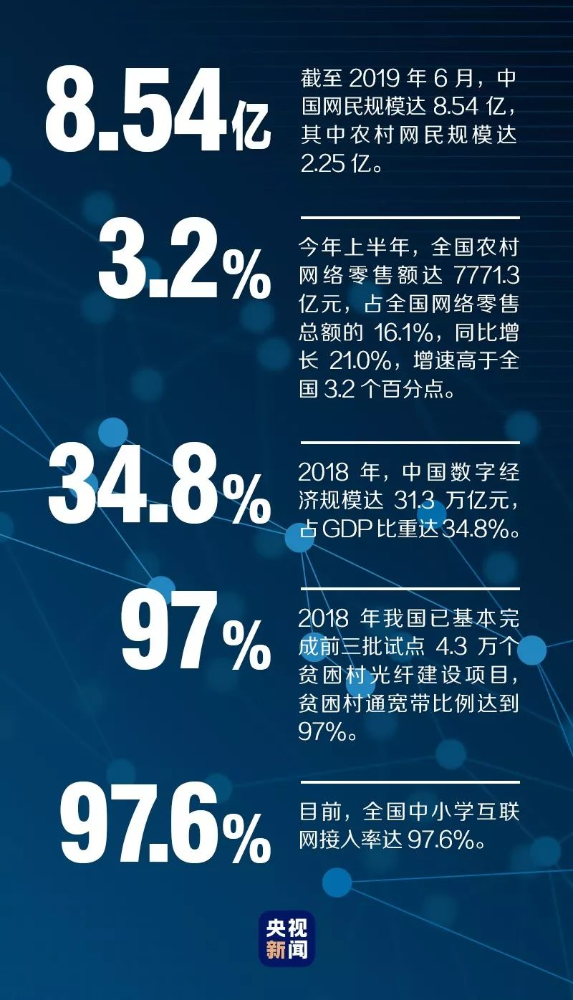 8.54亿
截至 2019 年 6 月，中
国网民规模达 8.54 亿，
其中农村网民规模达
2.25 亿。
3.2%
今年上半年，全国农村
网络零售额达 7771.3
亿元，占全国网络零售
总额的 16.1%，同比增
长 21.0%，增速高于全
国 3.2 个百分点。
34.8%
2018 年，中国数字经
济规模达 31.3 万亿元，
占 GDP 比重达 34.8%。
97%
2018 年我国已基本完
成前三批试点 4.3 万个
贫困村光纤建设项目，
贫困村通宽带比例达到
97%。
97.6%
目前，全国中小学互联
网接入率达 97.6%。
央视
新闻